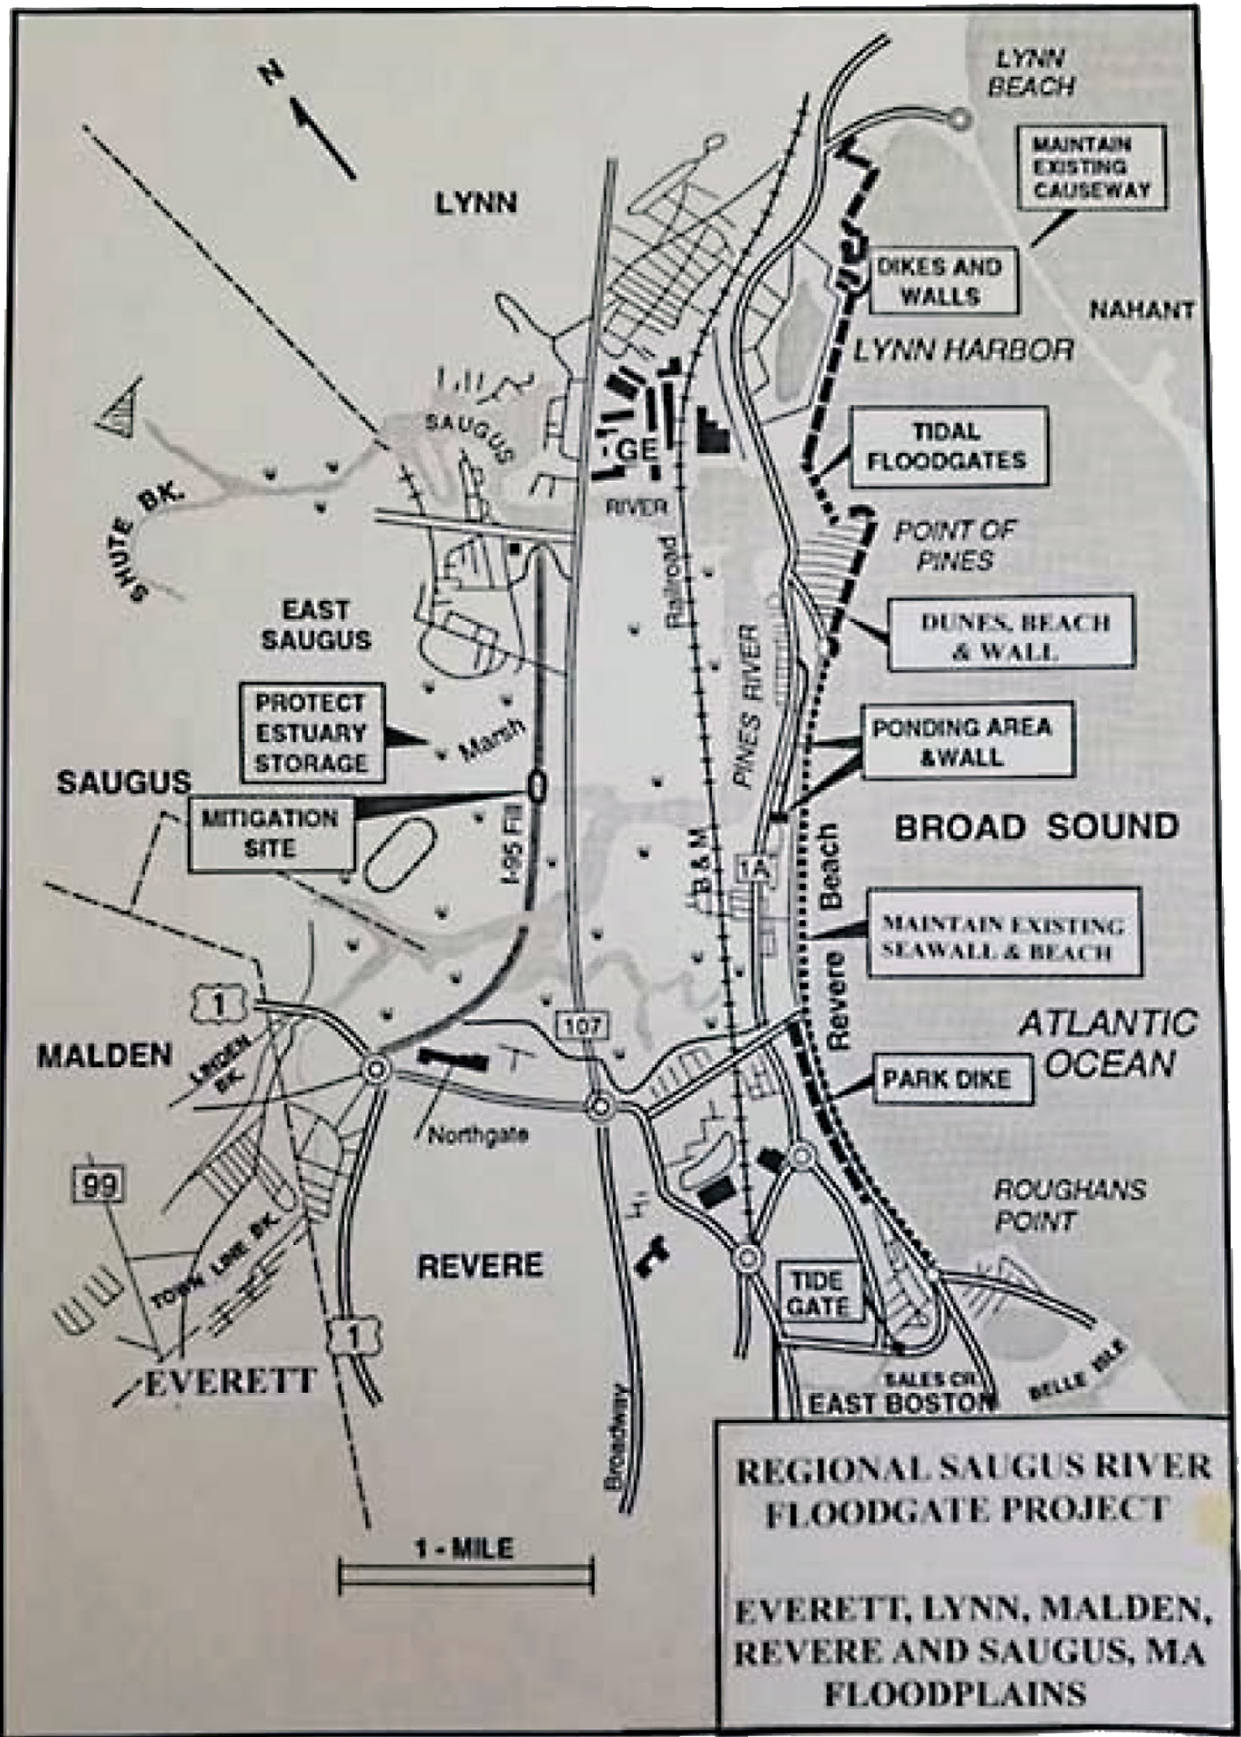 N
LYNN
BEACH
MAINTAIN
EXISTING
CAUSEWAY
LYNN
DIKES AND
WALLS
NAHANT
LYNN HARBOR
SAUGUS
GE
TIDAL
FLOODGATES
RIVER
SHUTE BK.
POINT OF
PINES
Railroad
EAST
SAUGUS
DUNES, BEACH
& WALL
PINES RIVER
PROTECT
ESTUARY
STORAGE
Marsh
PONDING AREA
&WALL
SAUGUS
MITIGATION
SITE
I-95 Fill
BROAD SOUND
B & M
1A
Revere Beach
MAINTAIN EXISTING
SEAWALL & BEACH
1
107
ATLANTIC
OCEAN
MALDEN
LINDEN
BK.
PARK DIKE
Northgate
99
ROUGHANS
POINT
TOWN LINE BK.
REVERE
TIDE
GATE
1
EVERETT
SALES CR.
BELLE ISLE
EAST BOSTON
Broadway
REGIONAL SAUGUS RIVER
FLOODGATE PROJECT
1 - MILE
EVERETT, LYNN, MALDEN,
REVERE AND SAUGUS, MA
FLOODPLAINS